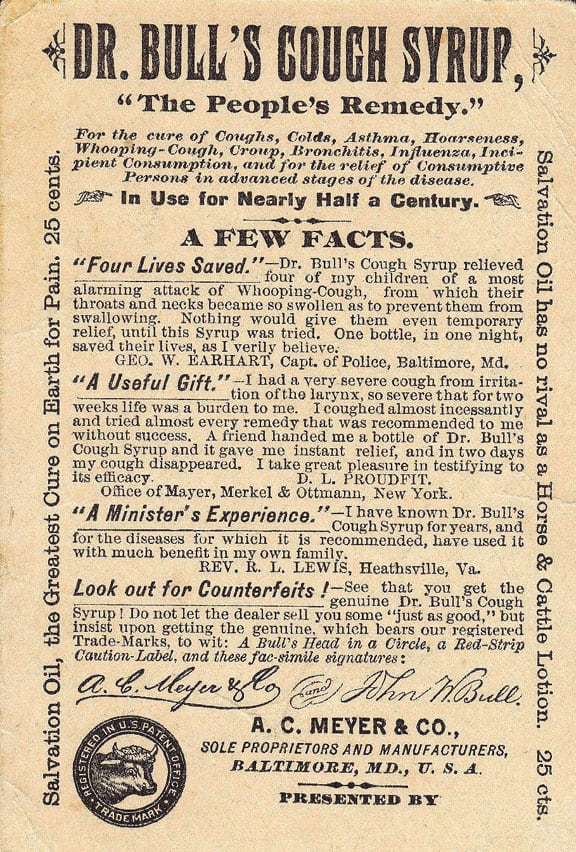 DR. BULL'S COUGH SYRUP,
"The People's Remedy."
For the cure of Coughs, Colds, Asthma, Hoarseness,
Whooping-Cough, Croup, Bronchitis, Influenza, Inci-
pient Consumption, and for the relief of Consumptive
Persons in advanced stages of the disease.
In Use for Nearly Half a Century.
A FEW FACTS.
"Four Lives Saved."—Dr. Bull's Cough Syrup relieved
four of my children of a most
alarming attack of Whooping-Cough, from which their
throats and necks became so swollen as to prevent them from
swallowing. Nothing would give them even temporary
relief, until this Syrup was tried. One bottle, in one night,
saved their lives, as I verily believe.
GEO. W. EARHART, Capt. of Police, Baltimore, Md.
"A Useful Gift."—I had a very severe cough from irrita-
tion of the larynx, so severe that for two
weeks life was a burden to me. I coughed almost incessantly
and tried almost every remedy that was recommended to me
without success. A friend handed me a bottle of Dr. Bull's
Cough Syrup and it gave me instant relief, and in two days
my cough disappeared. I take great pleasure in testifying to
its efficacy. D. L. PROUDFIT.
Office of Mayer, Merkel & Ottmann, New York.
"A Minister's Experience."—I have known Dr. Bull's
Cough Syrup for years, and
for the diseases for which it is recommended, have used it
with much benefit in my own family.
REV. R. L. LEWIS, Heathsville, Va.
Look out for Counterfeits!—See that you get the
genuine Dr. Bull's Cough
Syrup! Do not let the dealer sell you some "just as good," but
insist upon getting the genuine, which bears our registered
Trade-Marks, to wit: A Bull's Head in a Circle, a Red-Strip
Caution-Label, and these fac-simile signatures:
A. C. Meyer & Co and John W. Bull.
REGISTERED IN U.S. PATENT OFFICE
TRADE MARK
A. C. MEYER & CO.,
SOLE PROPRIETORS AND MANUFACTURERS,
BALTIMORE, MD., U. S. A.
PRESENTED BY
Salvation Oil, the Greatest Cure on Earth for Pain. 25 cents.
Salvation Oil has no rival as a Horse & Cattle Lotion. 25 cts.